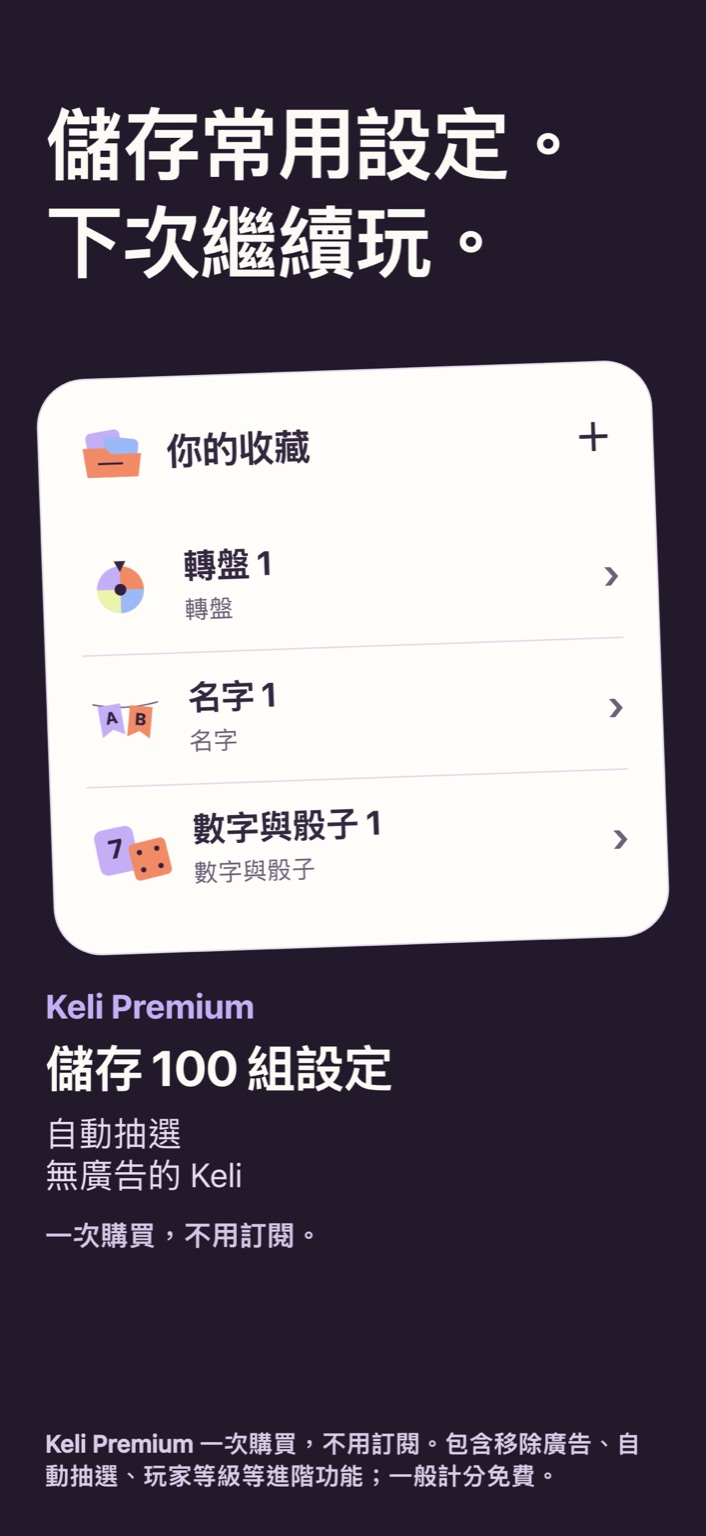 儲存常用設定。
下次繼續玩。
你的收藏
轉盤 1
轉盤
A B
名字 1
名字
7
數字與骰子 1
數字與骰子
Keli Premium
儲存 100 組設定
自動抽選
無廣告的 Keli
一次購買，不用訂閱。
Keli Premium 一次購買，不用訂閱。包含移除廣告、自
動抽選、玩家等級等進階功能；一般計分免費。